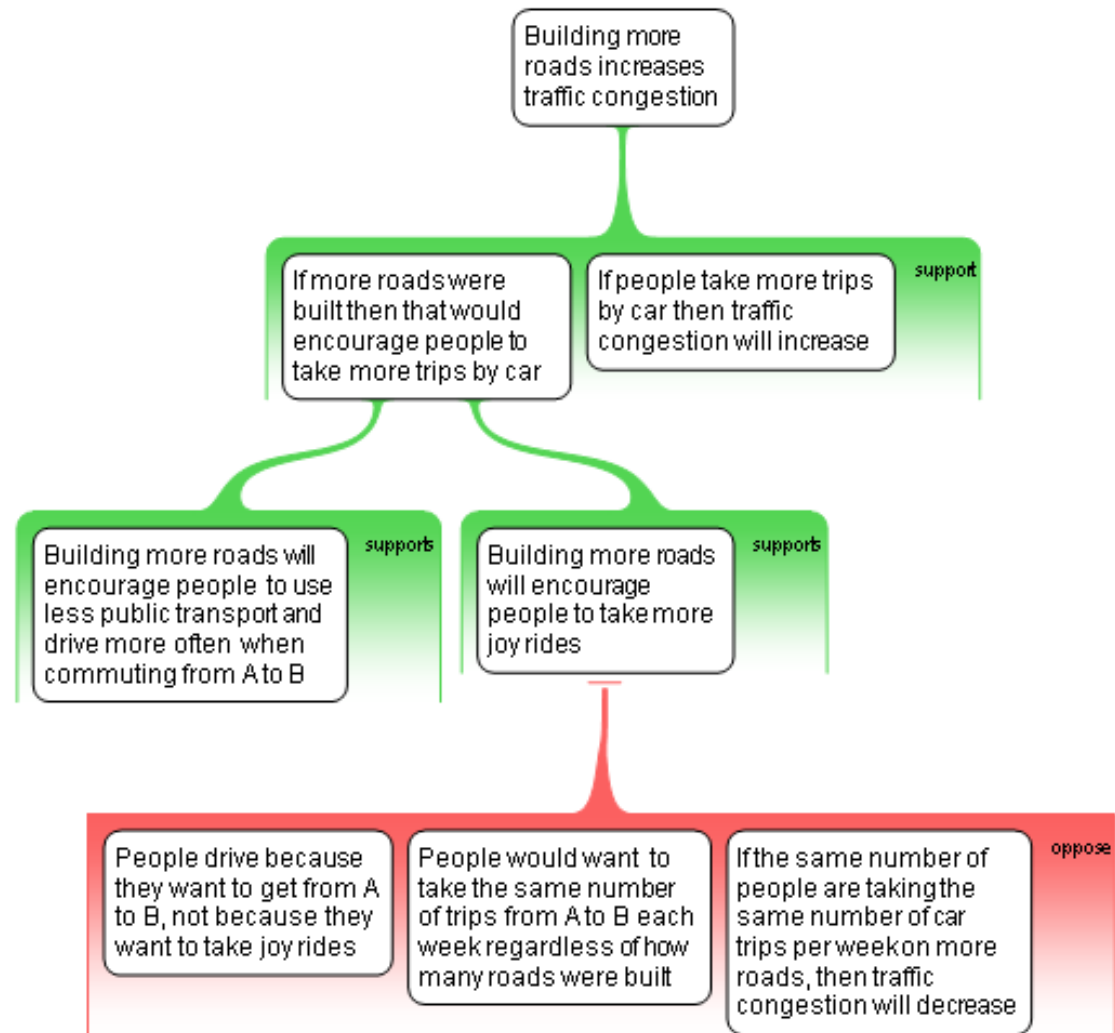 Building more
roads increases
traffic congestion
If more roads were
built then that would
encourage people to
take more trips by car
If people take more trips
by car then traffic
congestion will increase
support
Building more roads will
encourage people to use
less public transport and
drive more often when
commuting from A to B
supports
Building more roads
will encourage
people to take more
joy rides
supports
People drive because
they want to get from A
to B, not because they
want to take joy rides
People would want to
take the same number
of trips from A to B each
week regardless of how
many roads were built
If the same number of
people are taking the
same number of car
trips per week on more
roads, then traffic
congestion will decrease
oppose